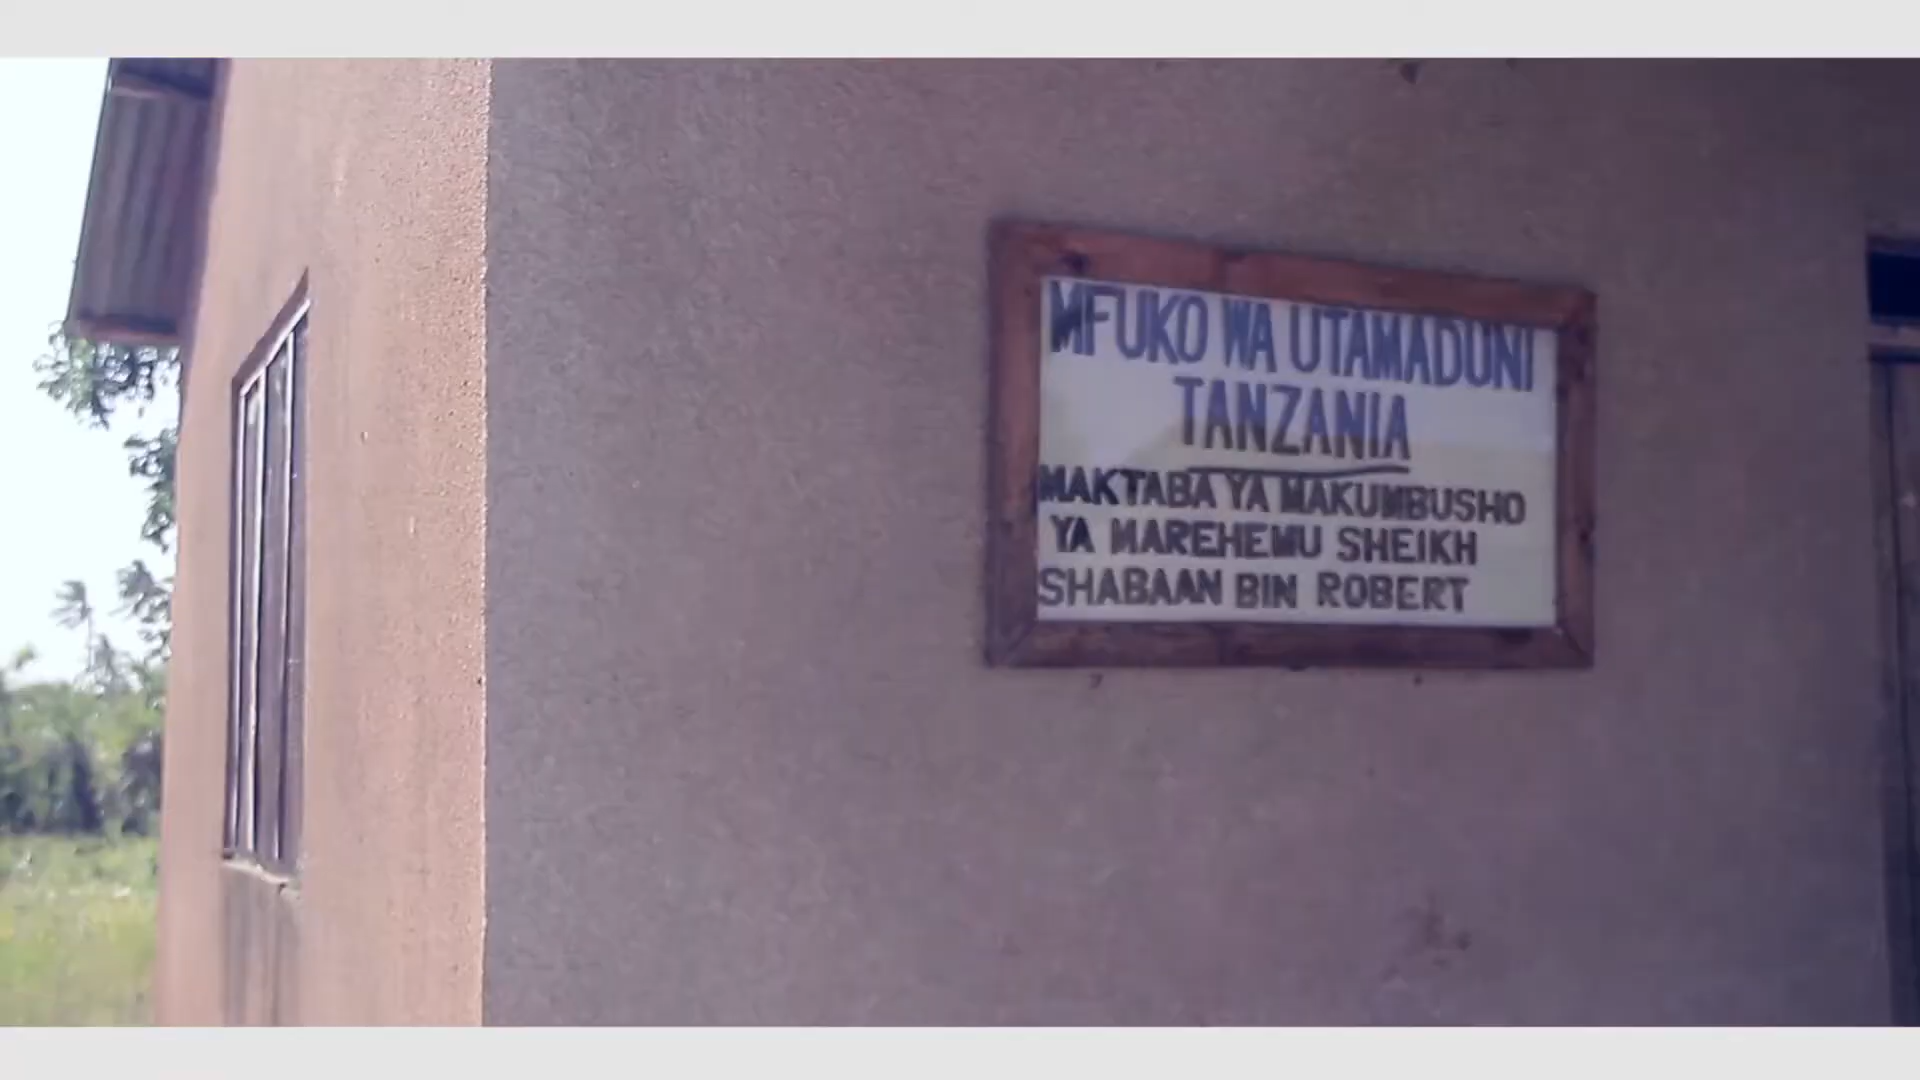 MFUKO WA UTAMADUNI
TANZANIA
MAKTABA YA MAKUMBUSHO
YA MAREHEMU SHEIKH
SHABAAN BIN ROBERT